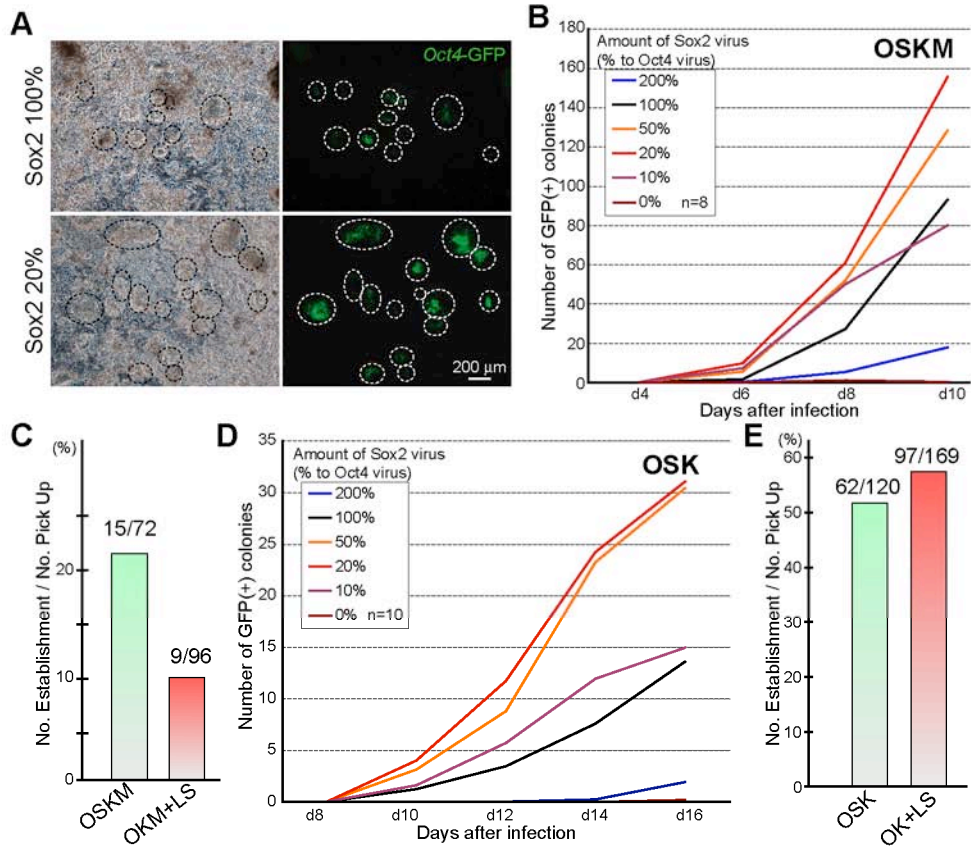 A
Sox2 100%
Sox2 20%
Oct4-GFP
200 µm
B
Number of GFP(+) colonies
180
160
140
120
100
80
60
40
20
0
Amount of Sox2 virus
(% to Oct4 virus)
200%
100%
50%
20%
10%
0% n=8
OSKM
d4
d6
d8
d10
Days after infection
C
(%)
No. Establishment / No. Pick Up
20
10
0
15/72
9/96
OSKM
OKM+LS
D
Number of GFP(+) colonies
35
30
25
20
15
10
5
0
Amount of Sox2 virus
(% to Oct4 virus)
200%
100%
50%
20%
10%
0% n=10
OSK
d8
d10
d12
d14
d16
Days after infection
E
(%)
No. Establishment / No. Pick Up
60
50
40
30
20
10
0
62/120
97/169
OSK
OK+LS